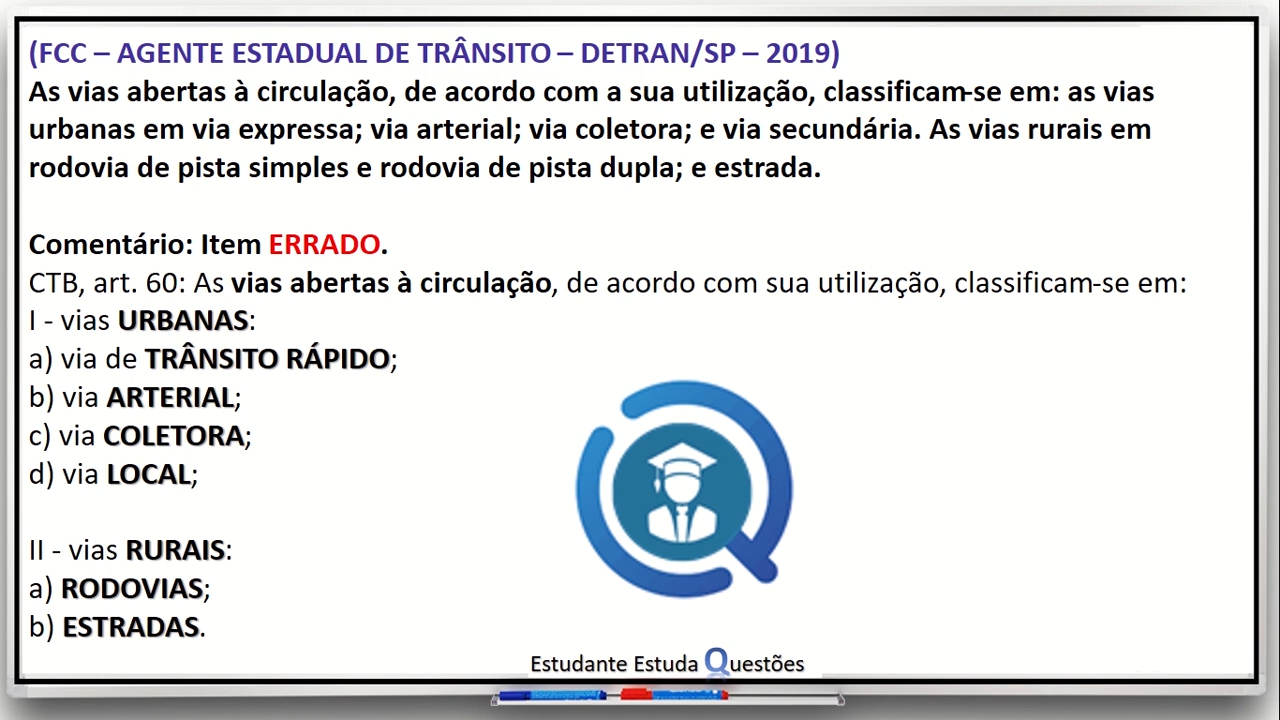 (FCC – AGENTE ESTADUAL DE TRÂNSITO – DETRAN/SP – 2019)
As vias abertas à circulação, de acordo com a sua utilização, classificam-se em: as vias
urbanas em via expressa; via arterial; via coletora; e via secundária. As vias rurais em
rodovia de pista simples e rodovia de pista dupla; e estrada.
Comentário: Item ERRADO.
CTB, art. 60: As vias abertas à circulação, de acordo com sua utilização, classificam-se em:
I - vias URBANAS:
a) via de TRÂNSITO RÁPIDO;
b) via ARTERIAL;
c) via COLETORA;
d) via LOCAL;
II - vias RURAIS:
a) RODOVIAS;
b) ESTRADAS.
Estudante Estuda Questões